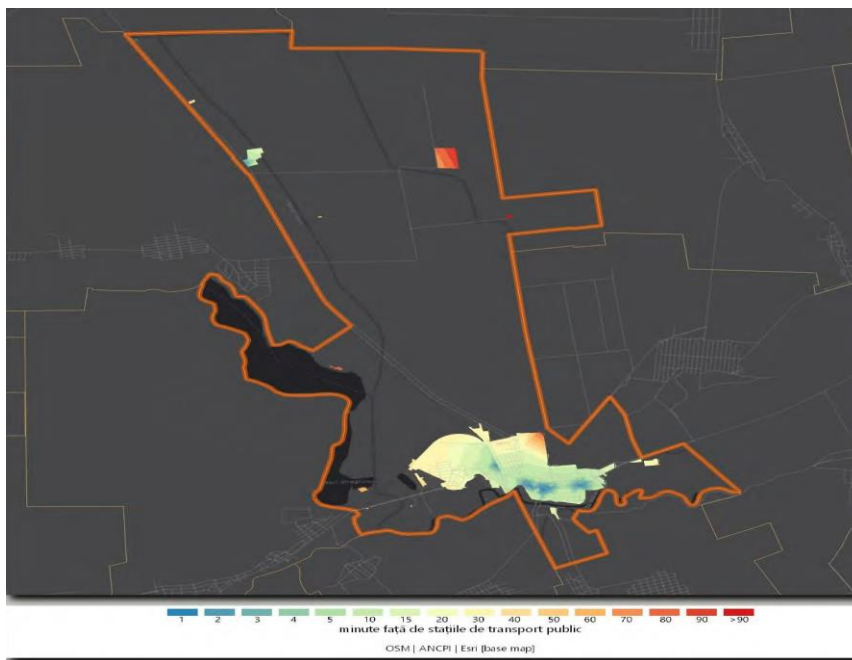 1 2 3 4 5 10 15 20 30 40 50 60 70 80 90 >90
minute față de stațiile de transport public
OSM | ANCPI | Esri [base map]